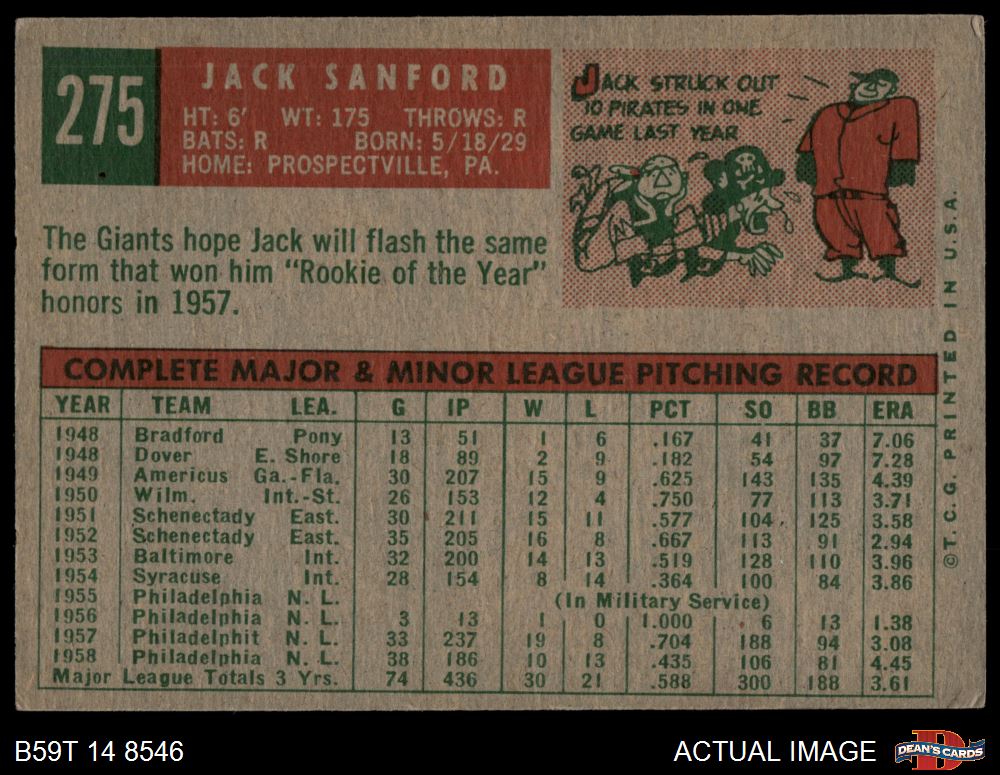 275
JACK SANFORD
HT: 6' WT: 175 THROWS: R
BATS: R BORN: 5/18/29
HOME: PROSPECTVILLE, PA.
JACK STRUCK OUT
10 PIRATES IN ONE
GAME LAST YEAR
The Giants hope Jack will flash the same
form that won him "Rookie of the Year"
honors in 1957.
COMPLETE MAJOR & MINOR LEAGUE PITCHING RECORD
YEAR TEAM LEA. G IP W L PCT SO BB ERA
1948 Bradford Pony 13 51 1 6 .167 41 37 7.06
1948 Dover E. Shore 18 89 2 9 .182 54 97 7.28
1949 Americus Ga.-Fla. 30 207 15 9 .625 143 135 4.39
1950 Wilm. Int.-St. 26 153 12 4 .750 77 113 3.71
1951 Schenectady East. 30 211 15 11 .577 104 125 3.58
1952 Schenectady East. 35 205 16 8 .667 113 91 2.94
1953 Baltimore Int. 32 200 14 13 .519 128 110 3.96
1954 Syracuse Int. 28 154 8 14 .364 100 84 3.86
1955 Philadelphia N. L. (In Military Service)
1956 Philadelphia N. L. 3 13 1 0 1.000 6 13 1.38
1957 Philadelphit N. L. 33 237 19 8 .704 188 94 3.08
1958 Philadelphia N. L. 38 186 10 13 .435 106 81 4.45
Major League Totals 3 Yrs. 74 436 30 21 .588 300 188 3.61
©T. C. G. PRINTED IN U. S. A.
B59T 14 8546
ACTUAL IMAGE
D
DEAN'S CARDS